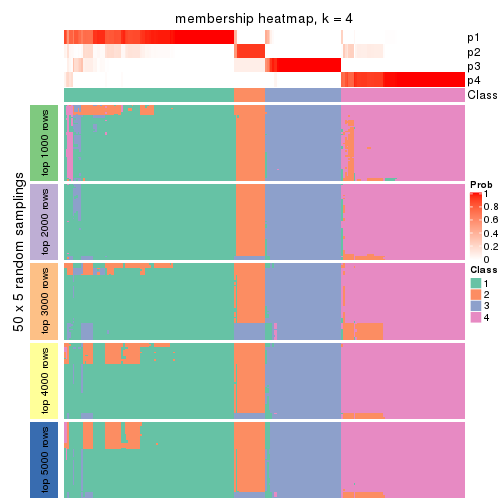 membership heatmap, k = 4
p1
p2
p3
p4
Class
50 x 5 random samplings
top 1000 rows
top 2000 rows
top 3000 rows
top 4000 rows
top 5000 rows
Prob
1
0.8
0.6
0.4
0.2
0
Class
1
2
3
4